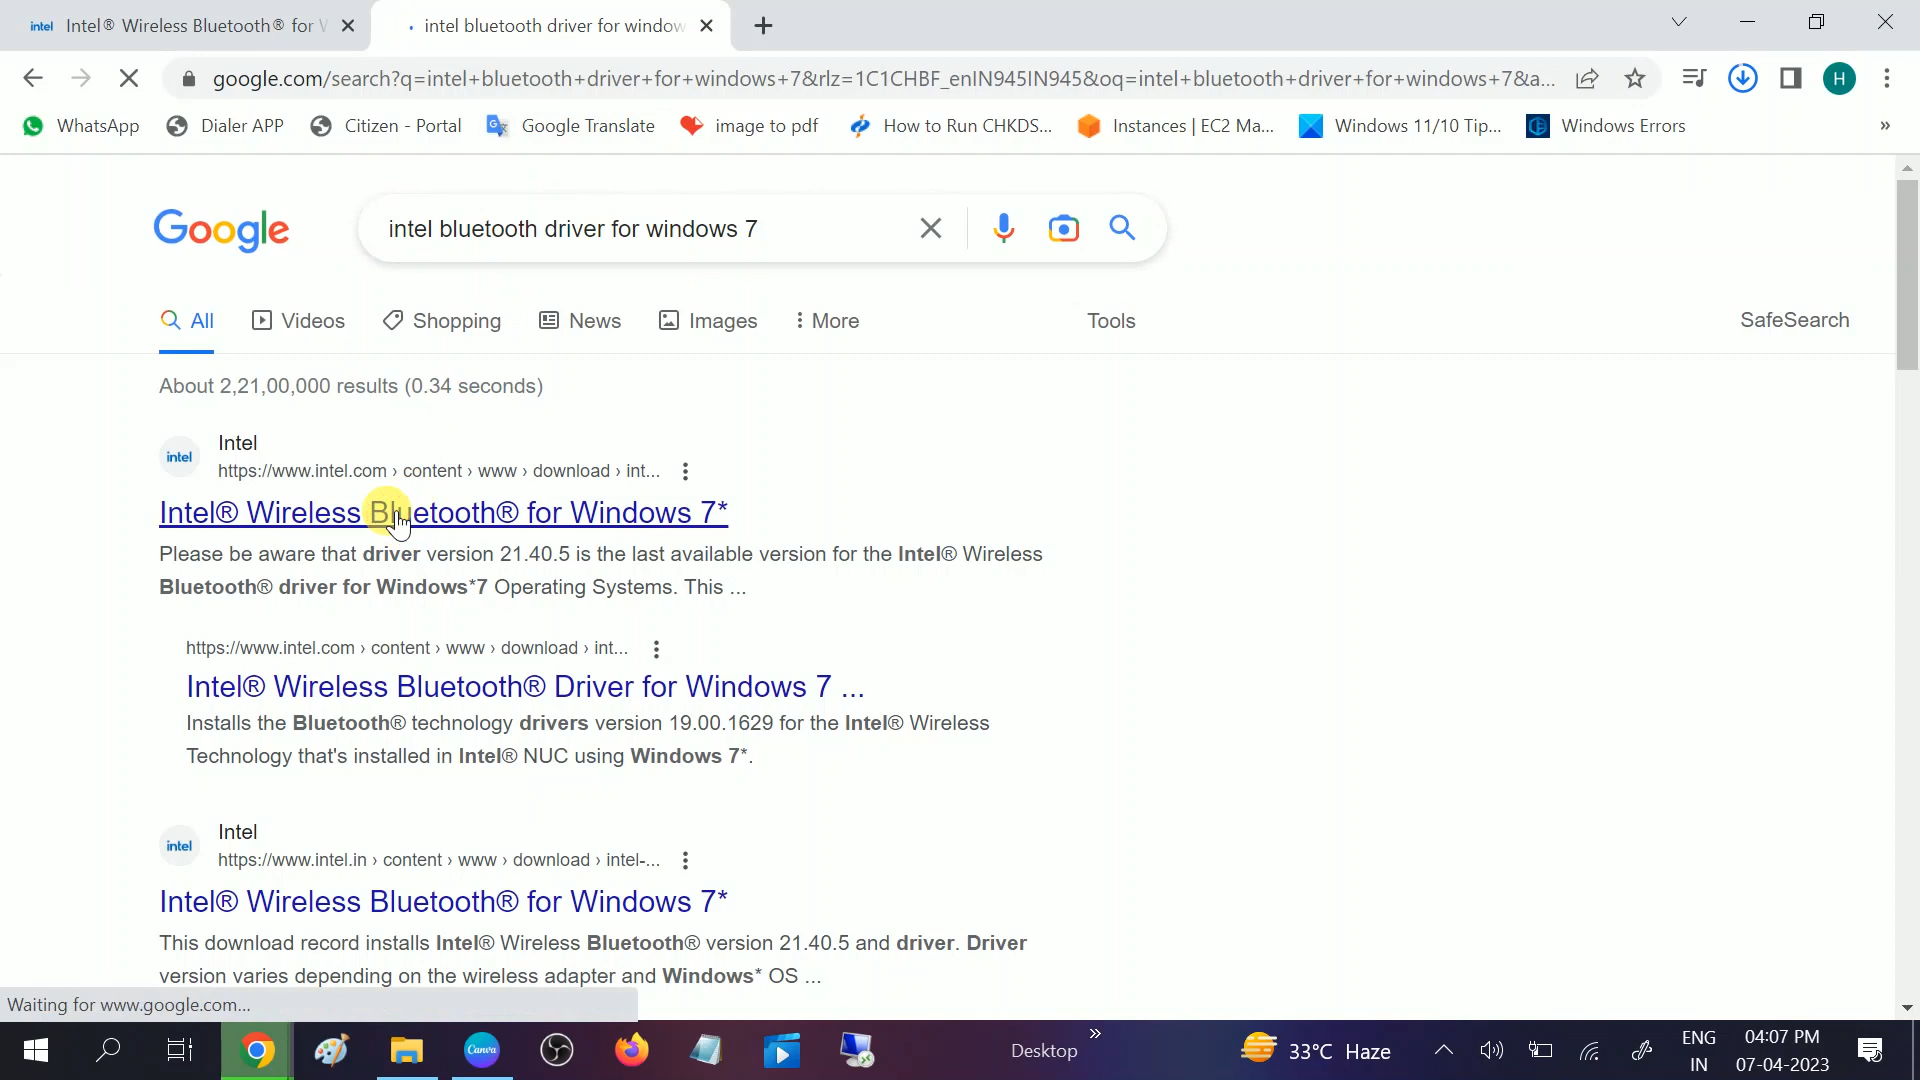 intel Intel® Wireless Bluetooth® for W
intel bluetooth driver for window
google.com/search?q=intel+bluetooth+driver+for+windows+7&rlz=1C1CHBF_enIN945IN945&oq=intel+bluetooth+driver+for+windows+7&a...
H
WhatsApp Dialer APP Citizen - Portal Google Translate image to pdf How to Run CHKDS... Instances | EC2 Ma... Windows 11/10 Tip... Windows Errors »
Google intel bluetooth driver for windows 7
All Videos Shopping News Images More Tools SafeSearch
About 2,21,00,000 results (0.34 seconds)
Intel
intel https://www.intel.com › content › www › download › int...
Intel® Wireless Bluetooth® for Windows 7*
Please be aware that driver version 21.40.5 is the last available version for the Intel® Wireless
Bluetooth® driver for Windows*7 Operating Systems. This ...
https://www.intel.com › content › www › download › int...
Intel® Wireless Bluetooth® Driver for Windows 7 ...
Installs the Bluetooth® technology drivers version 19.00.1629 for the Intel® Wireless
Technology that's installed in Intel® NUC using Windows 7*.
Intel
intel https://www.intel.in › content › www › download › intel-...
Intel® Wireless Bluetooth® for Windows 7*
This download record installs Intel® Wireless Bluetooth® version 21.40.5 and driver. Driver
version varies depending on the wireless adapter and Windows* OS ...
Waiting for www.google.com...
Canva Desktop » 33°C Haze
ENG 04:07 PM
IN 07-04-2023